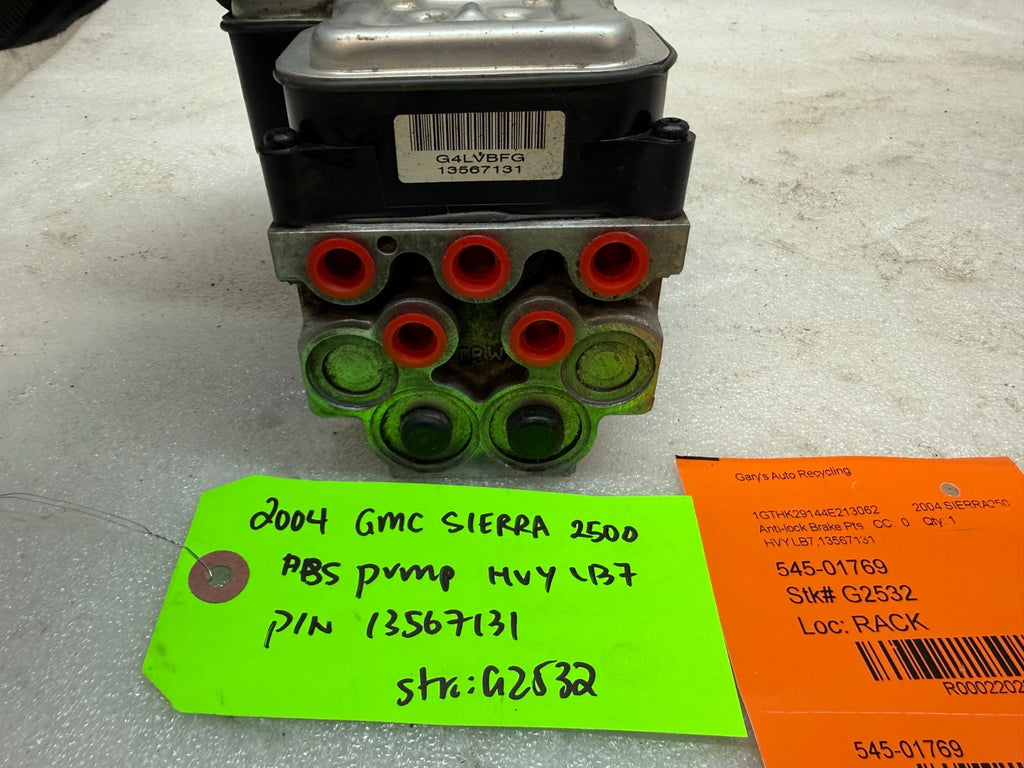 G4LVBFG
13567131
TRW
2004 GMC SIERRA 2500
ABS pump HVY LB7
P/N 13567131
stk: G2532
Gary's Auto Recycling
1GTHK29144E213062 2004 SIERRA250
Anti-lock Brake Pts CC: 0 Qty: 1
HVY,LB7,13567131
545-01769
Stk# G2532
Loc: RACK
R0002202
545-01769